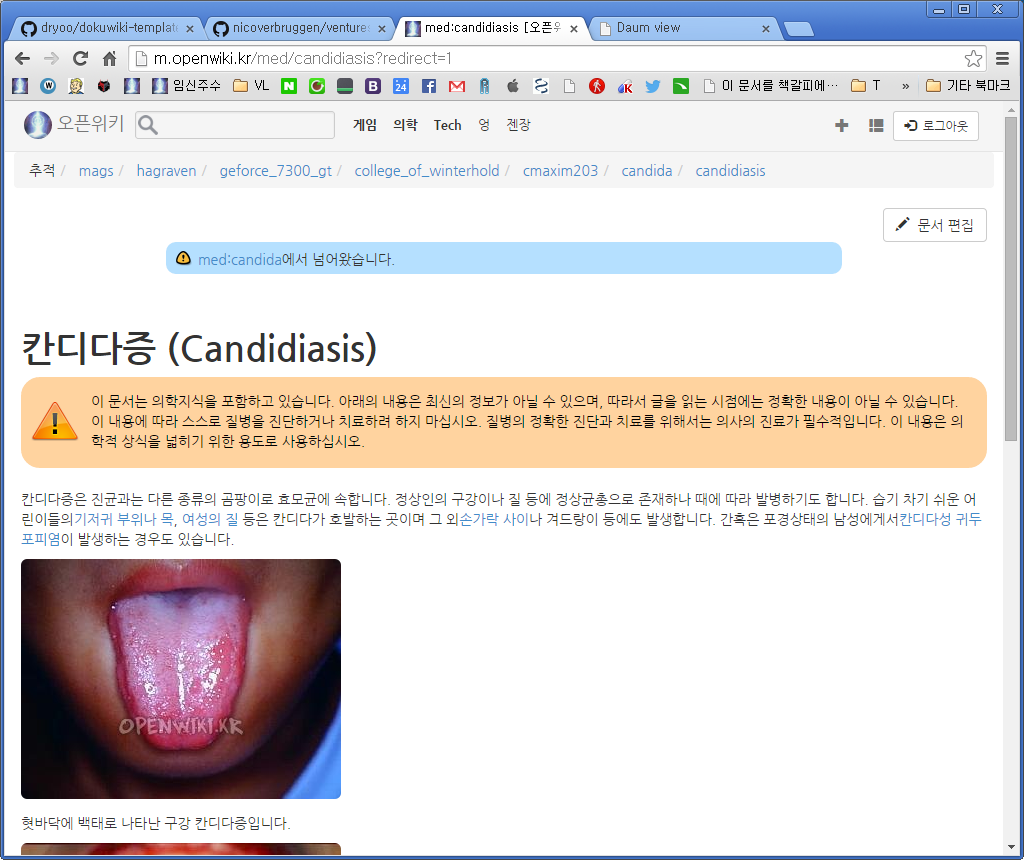 dryoo/dokuwiki-templat
nicoverbruggen/ventures
med:candidiasis [오픈우
Daum view
m.openwiki.kr/med/candidiasis?redirect=1
임신주수
VL
N
B
24
이 문서를 책갈피에…
T
»
기타 북마크
오픈위키
게임 의학 Tech 엉 젠장
로그아웃
추적 / mags / hagraven / geforce_7300_gt / college_of_winterhold / cmaxim203 / candida / candidiasis
문서 편집
med:candida에서 넘어왔습니다.
칸디다증 (Candidiasis)
이 문서는 의학지식을 포함하고 있습니다. 아래의 내용은 최신의 정보가 아닐 수 있으며, 따라서 글을 읽는 시점에는 정확한 내용이 아닐 수 있습니다.
이 내용에 따라 스스로 질병을 진단하거나 치료하려 하지 마십시오. 질병의 정확한 진단과 치료를 위해서는 의사의 진료가 필수적입니다. 이 내용은 의
학적 상식을 넓히기 위한 용도로 사용하십시오.
칸디다증은 진균과는 다른 종류의 곰팡이로 효모균에 속합니다. 정상인의 구강이나 질 등에 정상균총으로 존재하나 때에 따라 발병하기도 합니다. 습기 차기 쉬운 어
린이들의기저귀 부위나 목, 여성의 질 등은 칸디다가 호발하는 곳이며 그 외손가락 사이나 겨드랑이 등에도 발생합니다. 간혹은 포경상태의 남성에게서칸디다성 귀두
포피염이 발생하는 경우도 있습니다.
OPENWIKI.KR
혓바닥에 백태로 나타난 구강 칸디다증입니다.